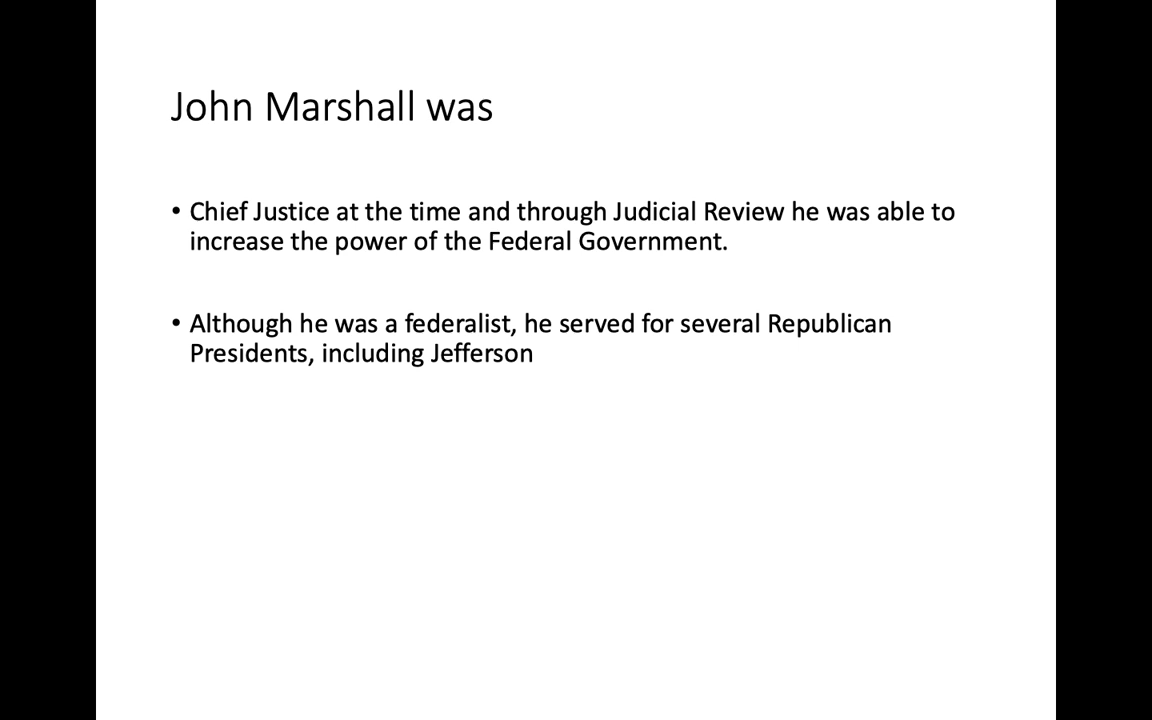 John Marshall was
• Chief Justice at the time and through Judicial Review he was able to
increase the power of the Federal Government.
• Although he was a federalist, he served for several Republican
Presidents, including Jefferson